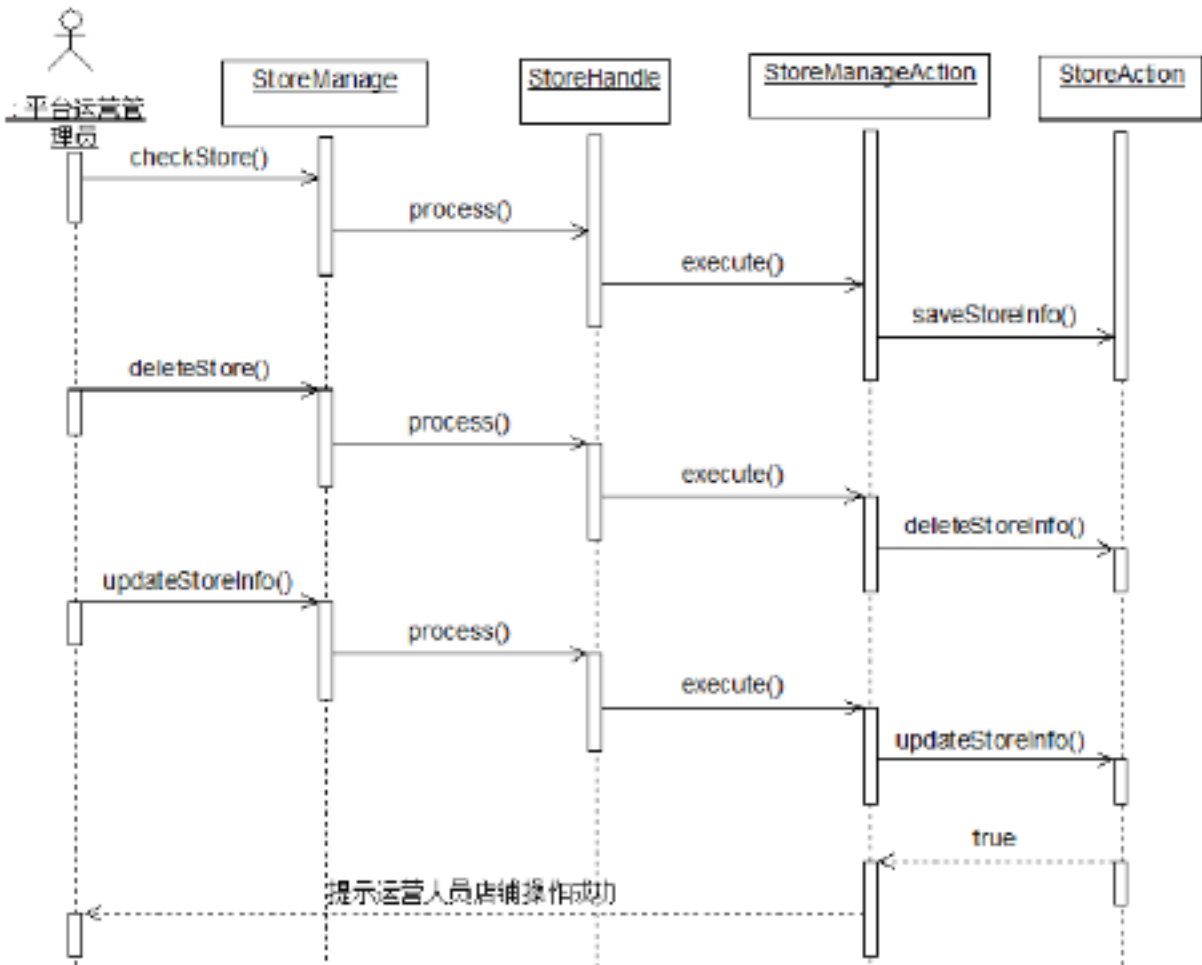 StoreManage
StoreHandle
StoreManageAction
StoreAction
: 平台运营管
理员
checkStore()
process()
execute()
saveStoreInfo()
deleteStore()
process()
execute()
deleteStoreInfo()
updateStoreInfo()
process()
execute()
updateStoreInfo()
true
提示运营人员店铺操作成功